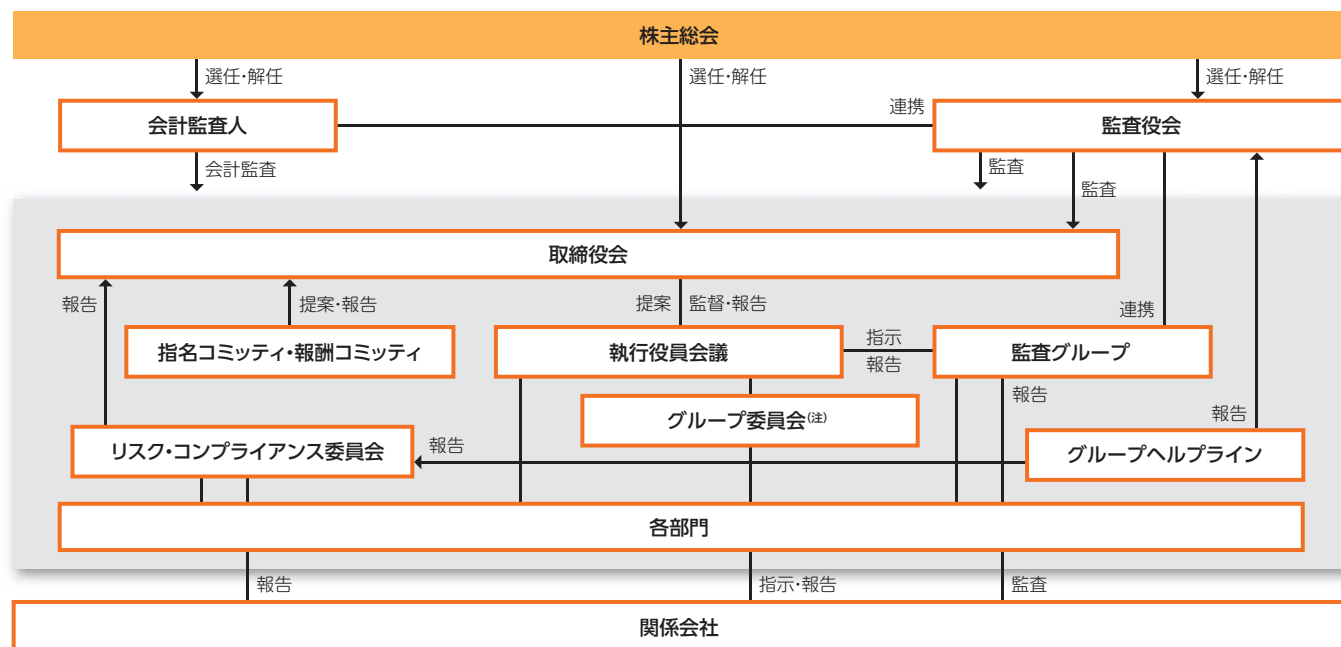 株主総会
選任・解任
選任・解任
選任・解任
会計監査人
連携
監査役会
会計監査
監査
監査
取締役会
報告
提案・報告
提案
監督・報告
連携
指名コミッティ・報酬コミッティ
執行役員会議
指示
報告
監査グループ
報告
グループ委員会(注)
報告
リスク・コンプライアンス委員会
報告
グループヘルプライン
各部門
報告
指示・報告
監査
関係会社